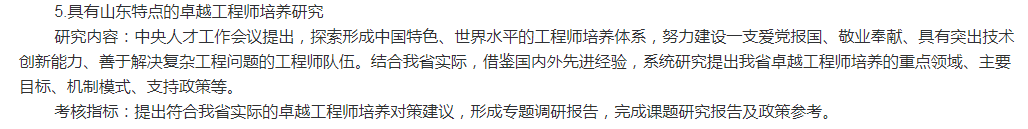 5.具有山东特点的卓越工程师培养研究
研究内容：中央人才工作会议提出，探索形成中国特色、世界水平的工程师培养体系，努力建设一支爱党报国、敬业奉献、具有突出技术
创新能力、善于解决复杂工程问题的工程师队伍。结合我省实际，借鉴国内外先进经验，系统研究提出我省卓越工程师培养的重点领域、主要
目标、机制模式、支持政策等。
考核指标：提出符合我省实际的卓越工程师培养对策建议，形成专题调研报告，完成课题研究报告及政策参考。